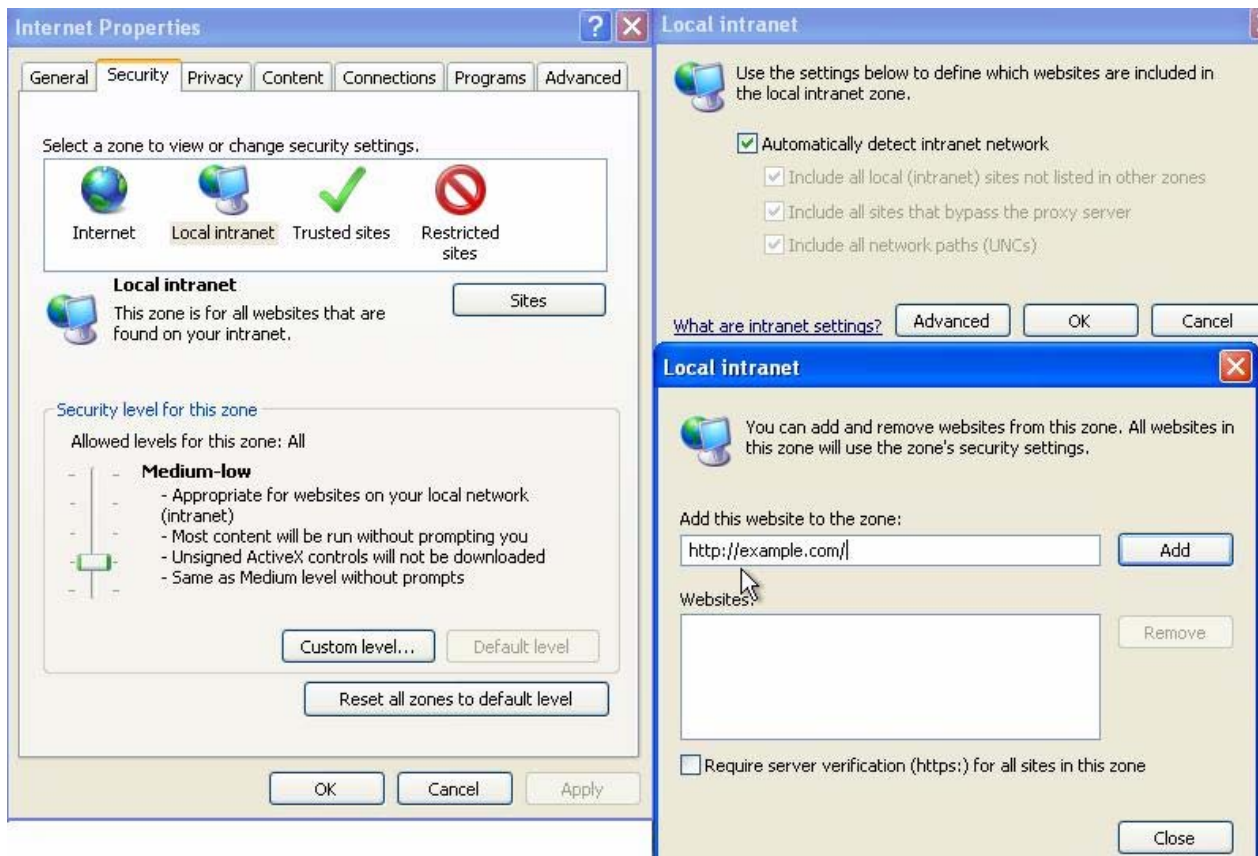 Internet Properties
General Security Privacy Content Connections Programs Advanced
Select a zone to view or change security settings.
Internet
Local intranet
Trusted sites
Restricted
sites
Local intranet
This zone is for all websites that are
found on your intranet.
Sites
Security level for this zone
Allowed levels for this zone: All
Medium-low
- Appropriate for websites on your local network
(intranet)
- Most content will be run without prompting you
- Unsigned ActiveX controls will not be downloaded
- Same as Medium level without prompts
Custom level...
Default level
Reset all zones to default level
OK
Cancel
Apply
Local intranet
Use the settings below to define which websites are included in
the local intranet zone.
Automatically detect intranet network
Include all local (intranet) sites not listed in other zones
Include all sites that bypass the proxy server
Include all network paths (UNCs)
What are intranet settings?
Advanced
OK
Cancel
Local intranet
You can add and remove websites from this zone. All websites in
this zone will use the zone's security settings.
Add this website to the zone:
http://example.com/
Add
Websites:
Remove
Require server verification (https:) for all sites in this zone
Close